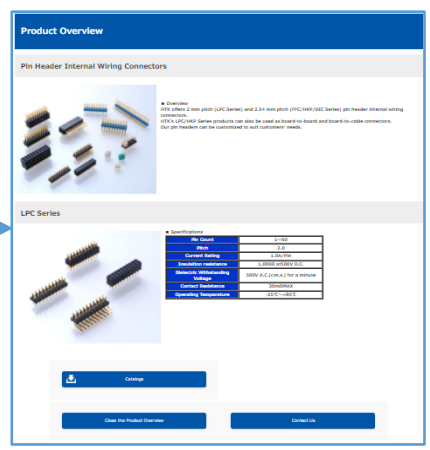 Product Overview
Pin Header Internal Wiring Connectors
■ Overview
HTK offers 2 mm pitch (LPC Series) and 2.54 mm pitch (FFC/HKP/DIC Series) pin header internal wiring
connectors.
HTK's LPC/HKP Series products can also be used as board-to-board and board-to-cable connectors.
Our pin headers can be customized to suit customers' needs.
LPC Series
■ Specifications
Pin Count 1~80
Pitch 2.0
Current Rating 1.0A/Pin
Insulation resistance 1,000Ω at500V D.C.
Dielectric Withstanding
Voltage 500V A.C.(r.m.s.) for a minute
Contact Resistance 30mΩMAX
Operating Temperature -25℃~+85℃
Catalogs
Close the Product Overview
Contact Us